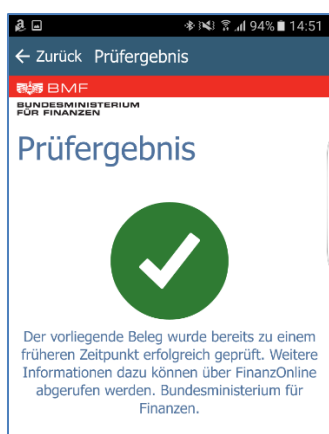 94% 14:51
← Zurück Prüfergebnis
BMF
BUNDESMINISTERIUM
FÜR FINANZEN
Prüfergebnis
Der vorliegende Beleg wurde bereits zu einem
früheren Zeitpunkt erfolgreich geprüft. Weitere
Informationen dazu können über FinanzOnline
abgerufen werden. Bundesministerium für
Finanzen.